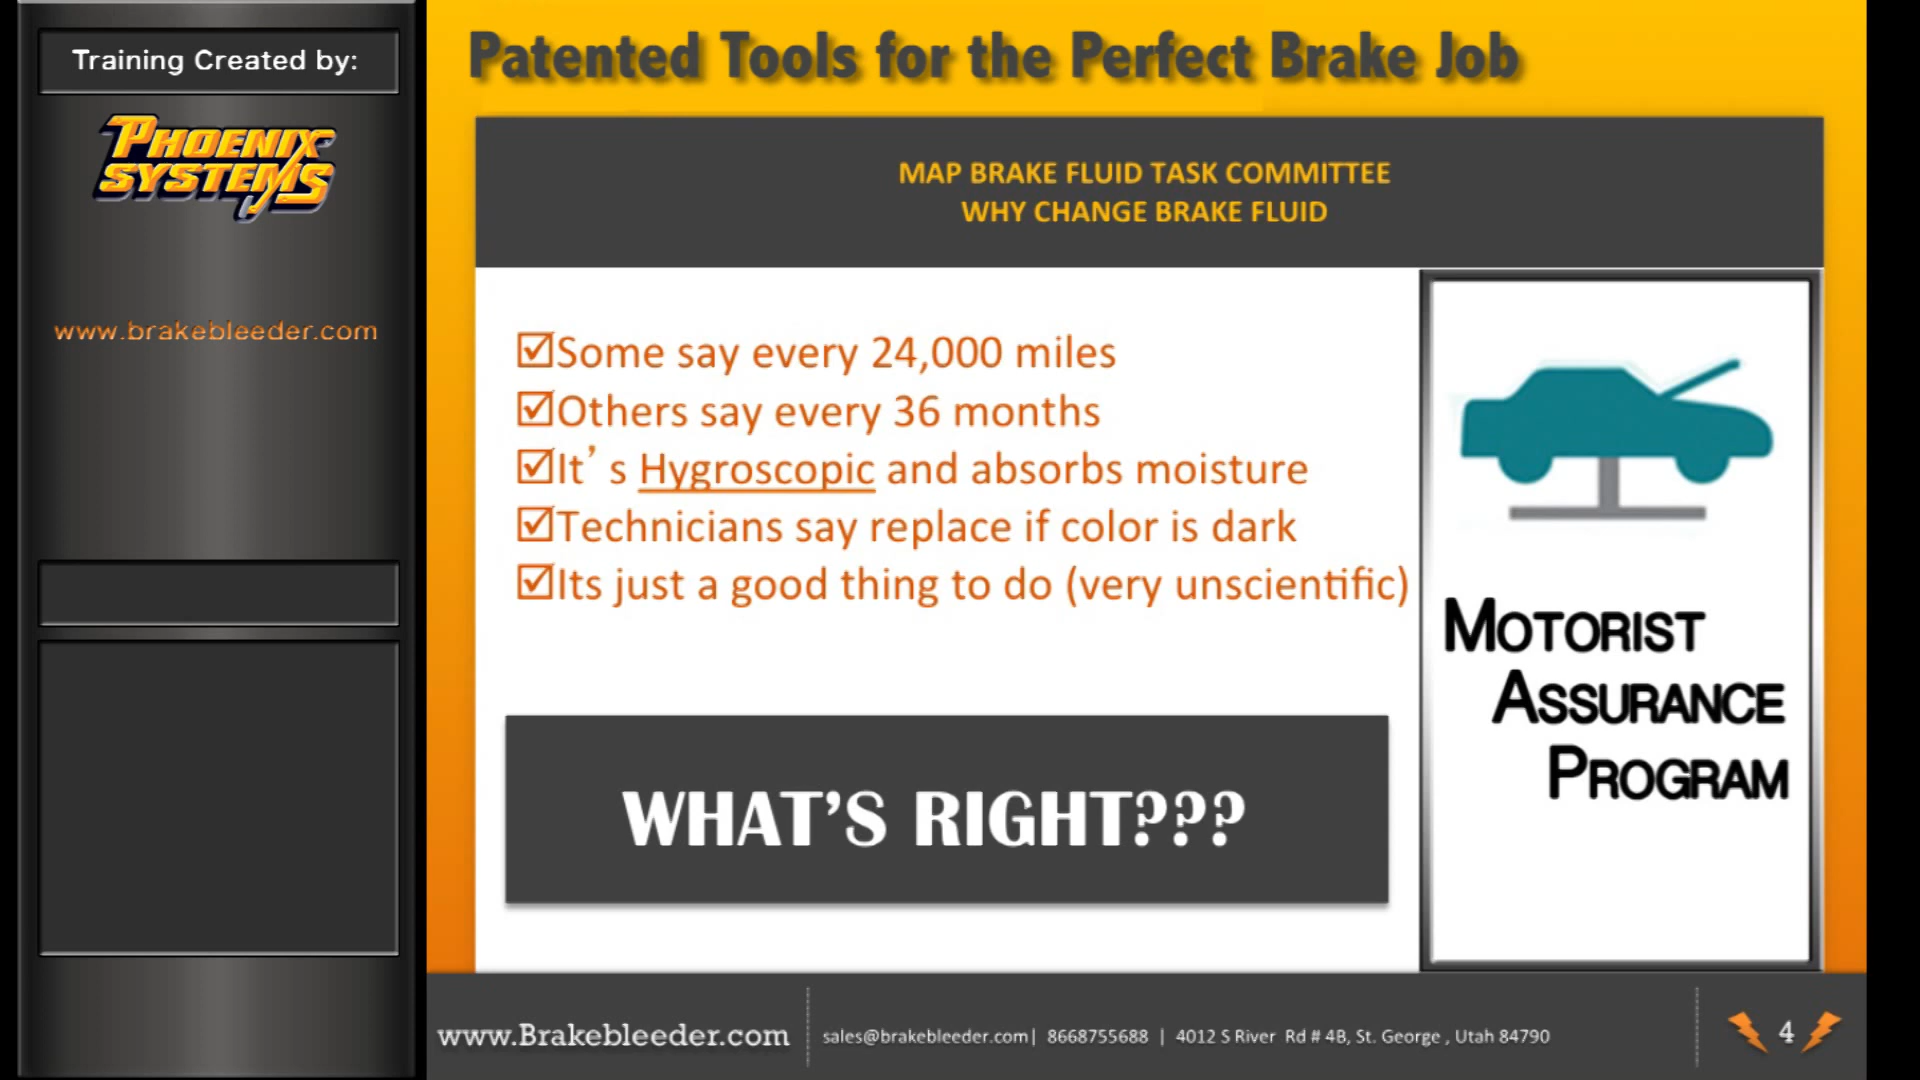 Training Created by:
PHOENIX
SYSTEMS
www.brakebleeder.com
Patented Tools for the Perfect Brake Job
MAP BRAKE FLUID TASK COMMITTEE
WHY CHANGE BRAKE FLUID
☑Some say every 24,000 miles
☑Others say every 36 months
☑It’ s Hygroscopic and absorbs moisture
☑Technicians say replace if color is dark
☑Its just a good thing to do (very unscientific)
WHAT’S RIGHT???
MOTORIST
ASSURANCE
PROGRAM
www.Brakebleeder.com
sales@brakebleeder.com| 8668755688 | 4012 S River Rd # 4B, St. George , Utah 84790
4